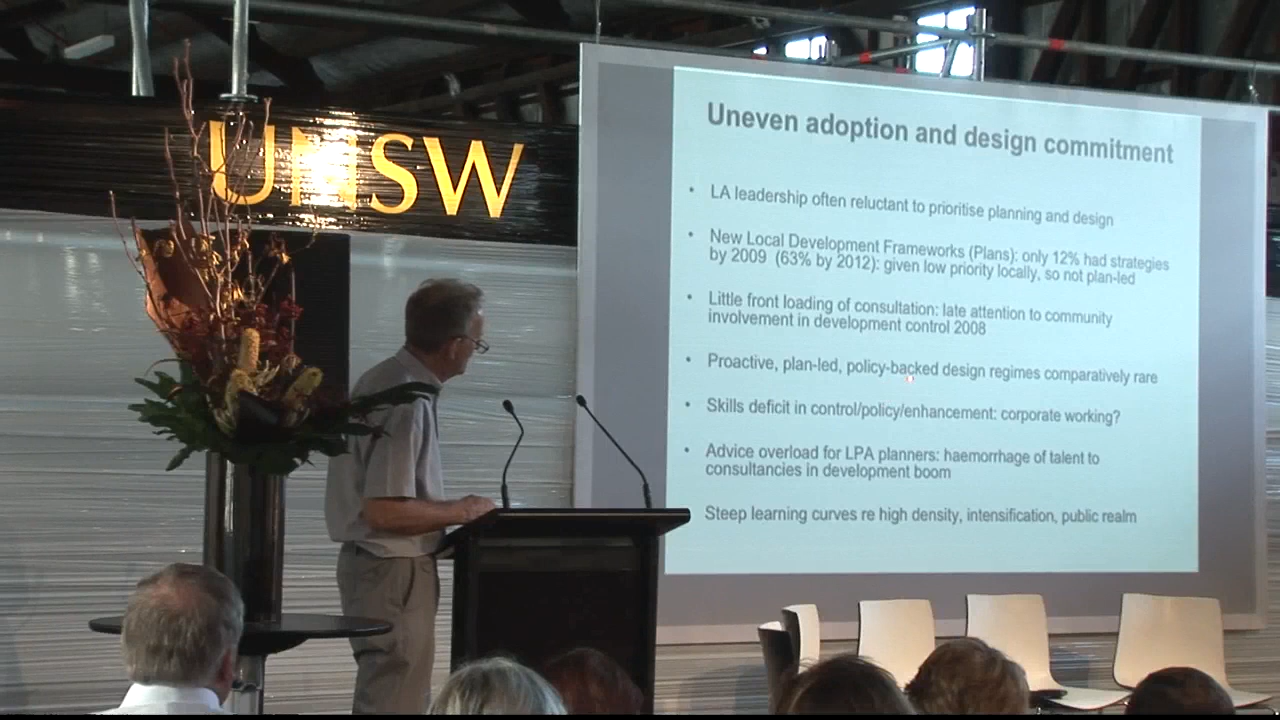 UNSW
Uneven adoption and design commitment
• LA leadership often reluctant to prioritise planning and design
• New Local Development Frameworks (Plans): only 12% had strategies
by 2009 (63% by 2012): given low priority locally, so not plan-led
• Little front loading of consultation: late attention to community
involvement in development control 2008
• Proactive, plan-led, policy-backed design regimes comparatively rare
• Skills deficit in control/policy/enhancement: corporate working?
• Advice overload for LPA planners: haemorrhage of talent to
consultancies in development boom
Steep learning curves re high density, intensification, public realm